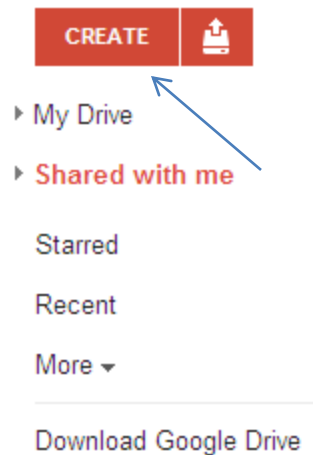 CREATE
My Drive
Shared with me
Starred
Recent
More
Download Google Drive